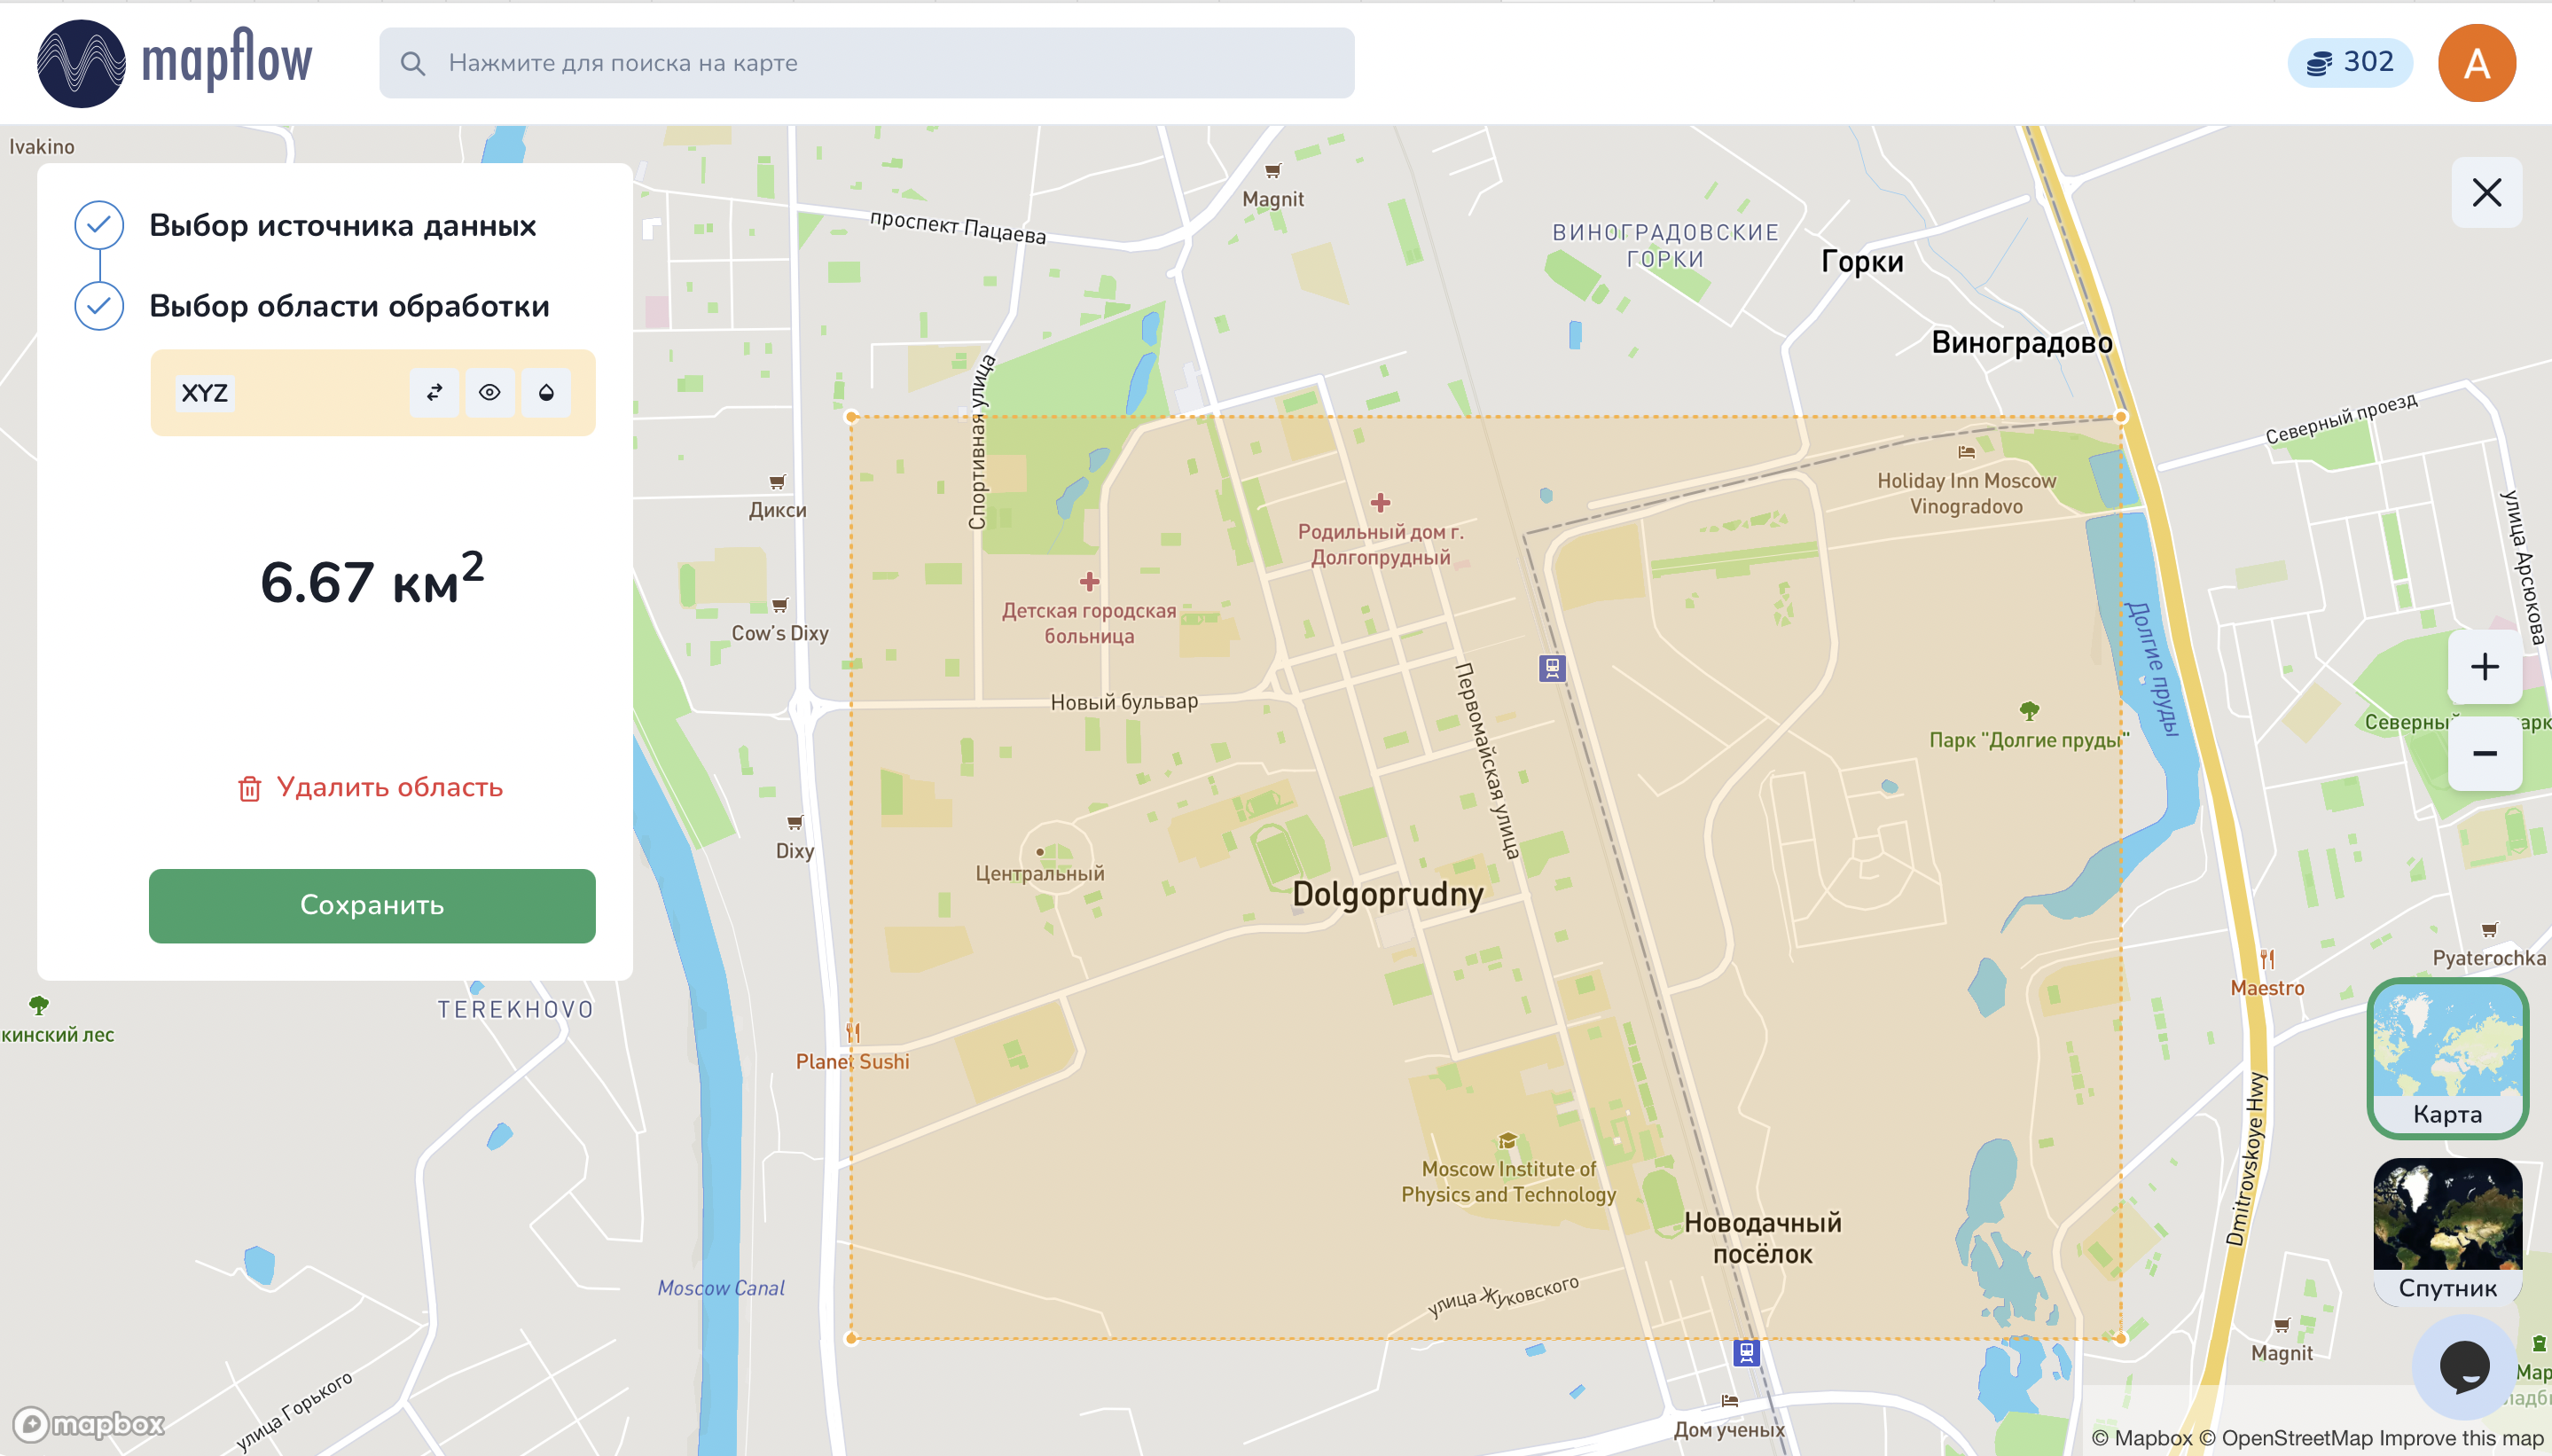 mapflow
Нажмите для поиска на карте
302
A
Ivakino
Выбор источника данных
Выбор области обработки
XYZ
6.67 км²
Удалить область
Сохранить
проспект Пацаева
Magnit
ВИНОГРАДОВСКИЕ
ГОРКИ
Горки
Виноградово
Северный проезд
улица Арсюкова
Спортивная улица
Дикси
Holiday Inn Moscow
Vinogradovo
Родильный дом г.
Долгопрудный
Детская городская
больница
Cow's Dixy
Долгие пруды
Новый бульвар
Первомайская улица
Парк "Долгие пруды"
Dixy
Центральный
Dolgoprudny
Pyaterochka
Maestro
TEREKHOVO
кинский лес
Planet Sushi
Карта
Moscow Institute of
Physics and Technology
Dmitrovskoye Hwy
Новодачный
посёлок
Moscow Canal
улица Жуковского
Спутник
Magnit
Мар
улица Горького
Дом ученых
mapbox
© Mapbox © OpenStreetMap Improve this map